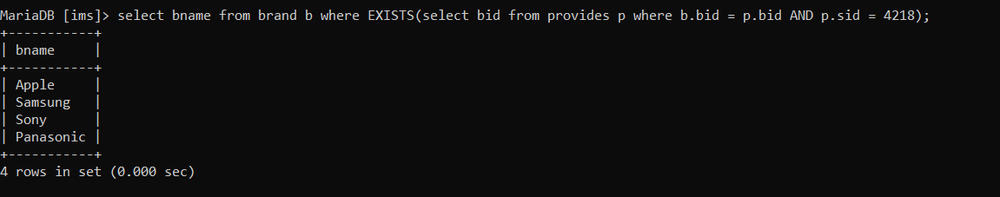 MariaDB [ims]> select bname from brand b where EXISTS(select bid from provides p where b.bid = p.bid AND p.sid = 4218);
+-----------+
| bname     |
+-----------+
| Apple     |
| Samsung   |
| Sony      |
| Panasonic |
+-----------+
4 rows in set (0.000 sec)